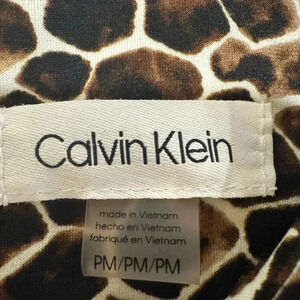 Calvin Klein
made in Vietnam
hecho en Vietnam
fabriqué en Vietnam
PM/PM/PM